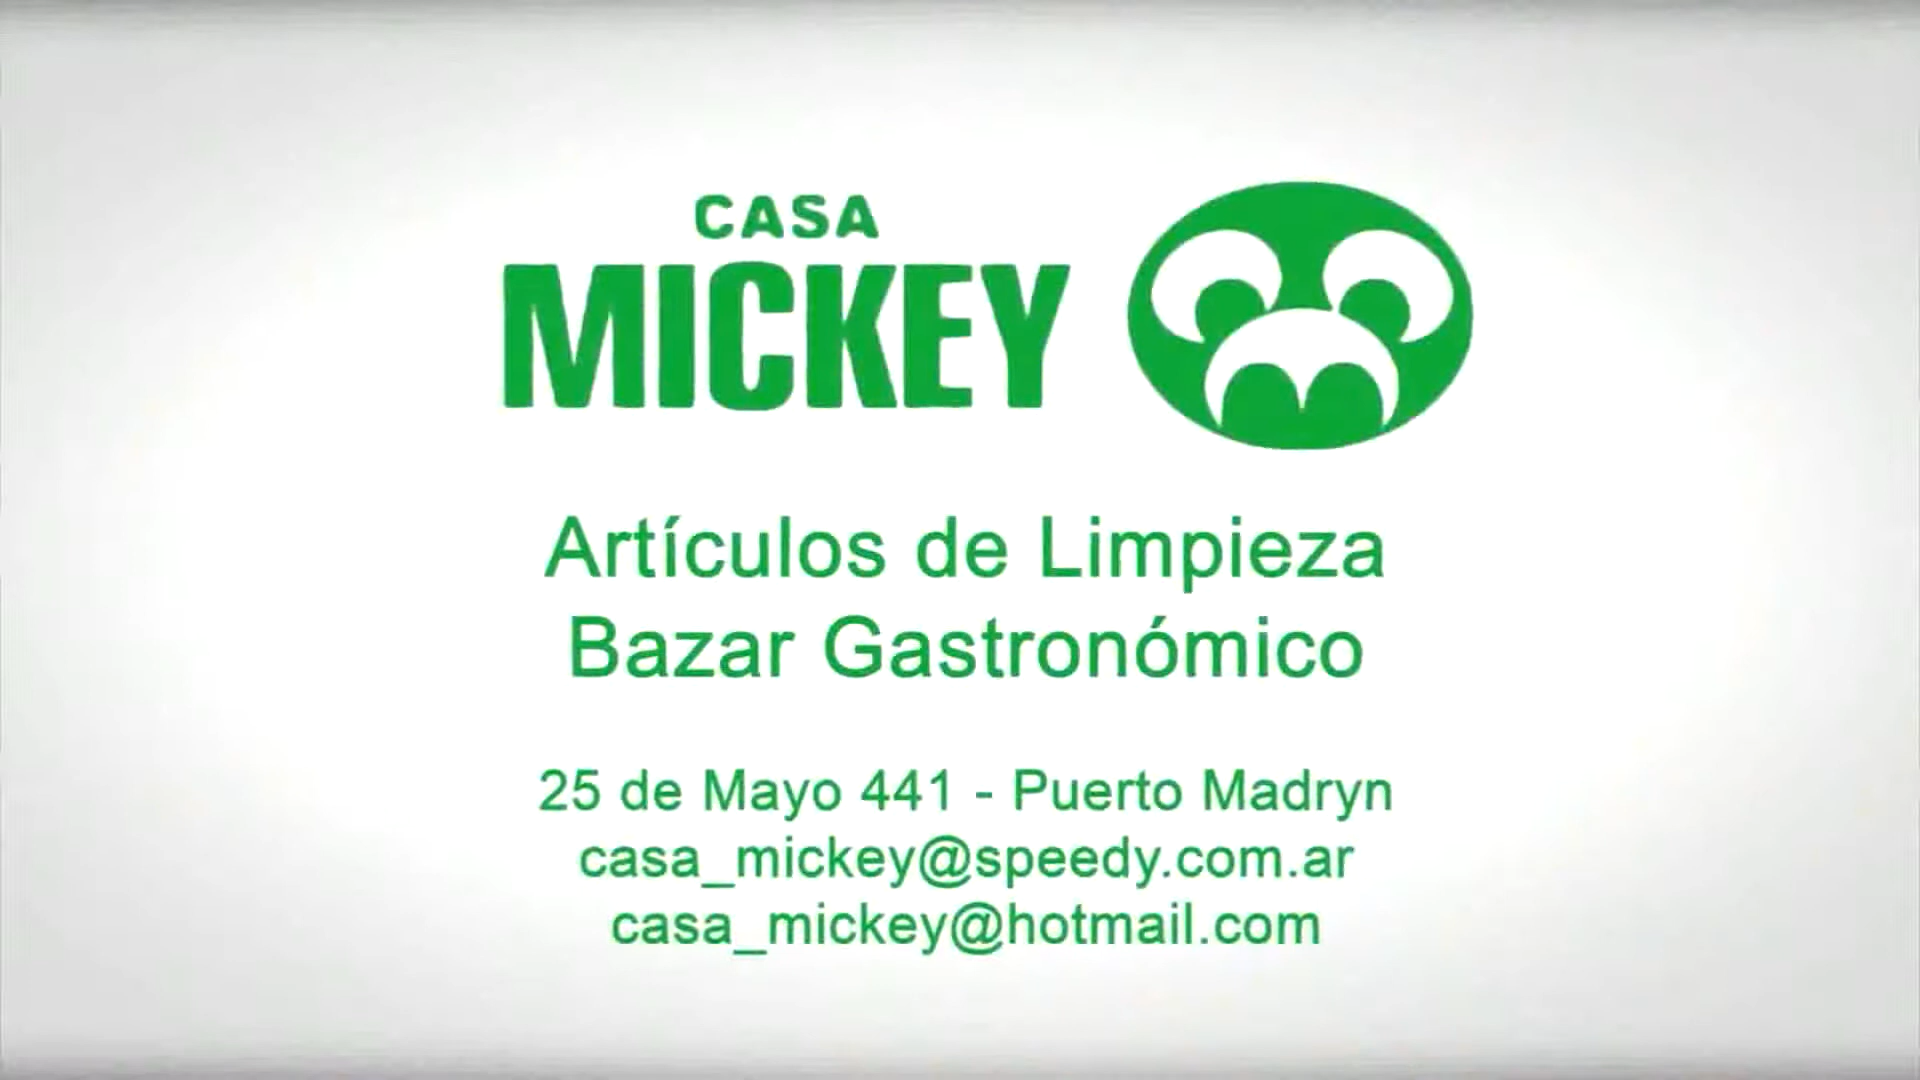 CASA
MICKEY
Artículos de Limpieza
Bazar Gastronómico
25 de Mayo 441 - Puerto Madryn
casa_mickey@speedy.com.ar
casa_mickey@hotmail.com